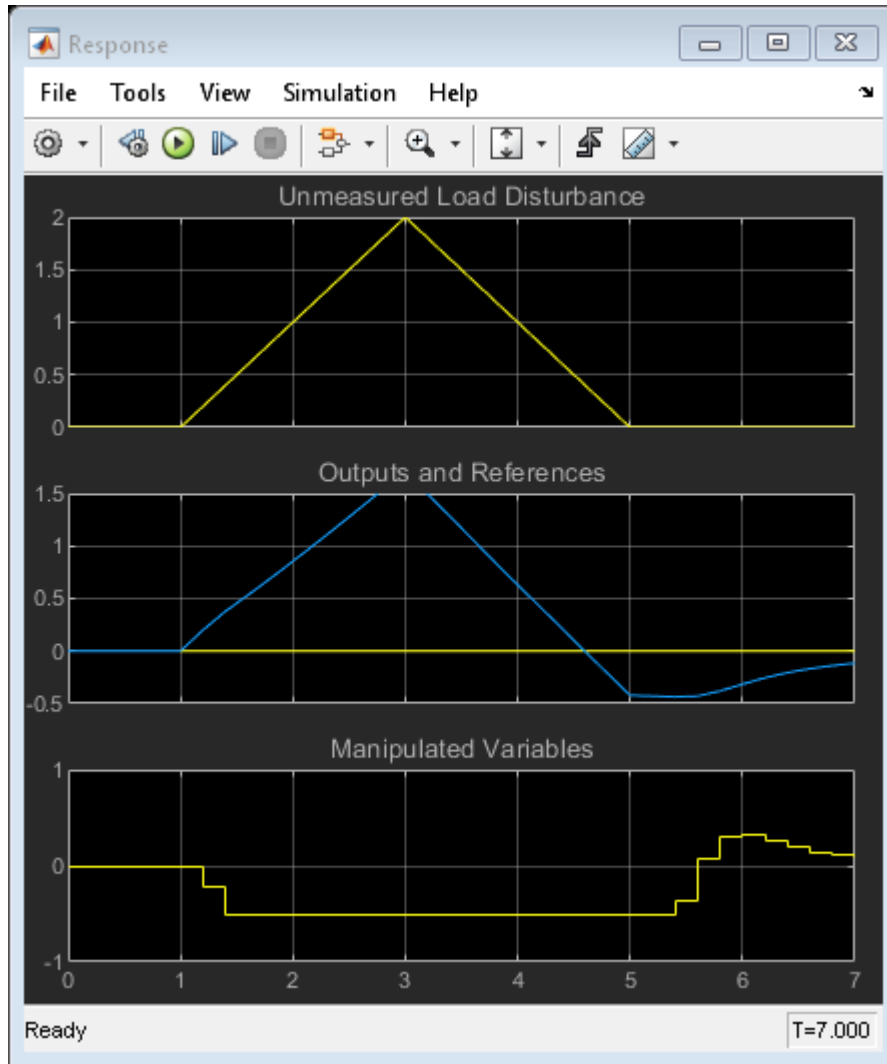 Response
File Tools View Simulation Help
Unmeasured Load Disturbance
2
1.5
1
0.5
0
Outputs and References
1.5
1
0.5
0
-0.5
Manipulated Variables
1
0
-1
0 1 2 3 4 5 6 7
Ready T=7.000